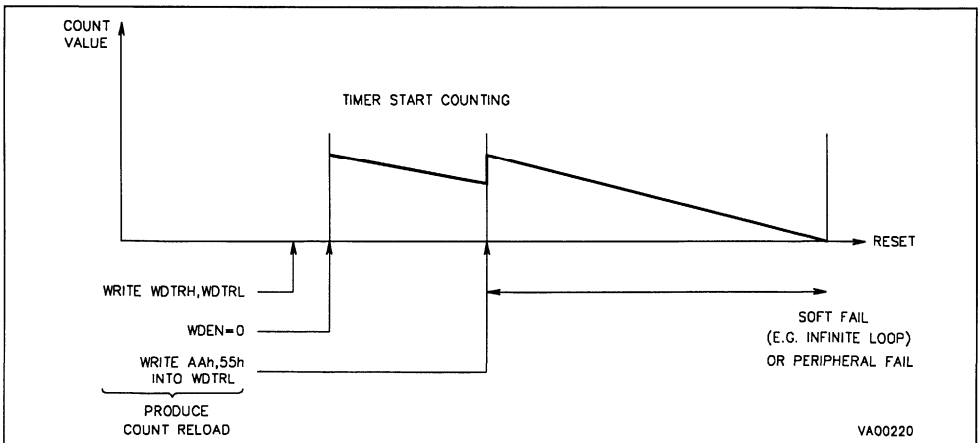 COUNT
VALUE
TIMER START COUNTING
RESET
WRITE WDTRH,WDTRL
WDEN=0
WRITE AAh,55h
INTO WDTRL
PRODUCE
COUNT RELOAD
SOFT FAIL
(E.G. INFINITE LOOP)
OR PERIPHERAL FAIL
VA00220